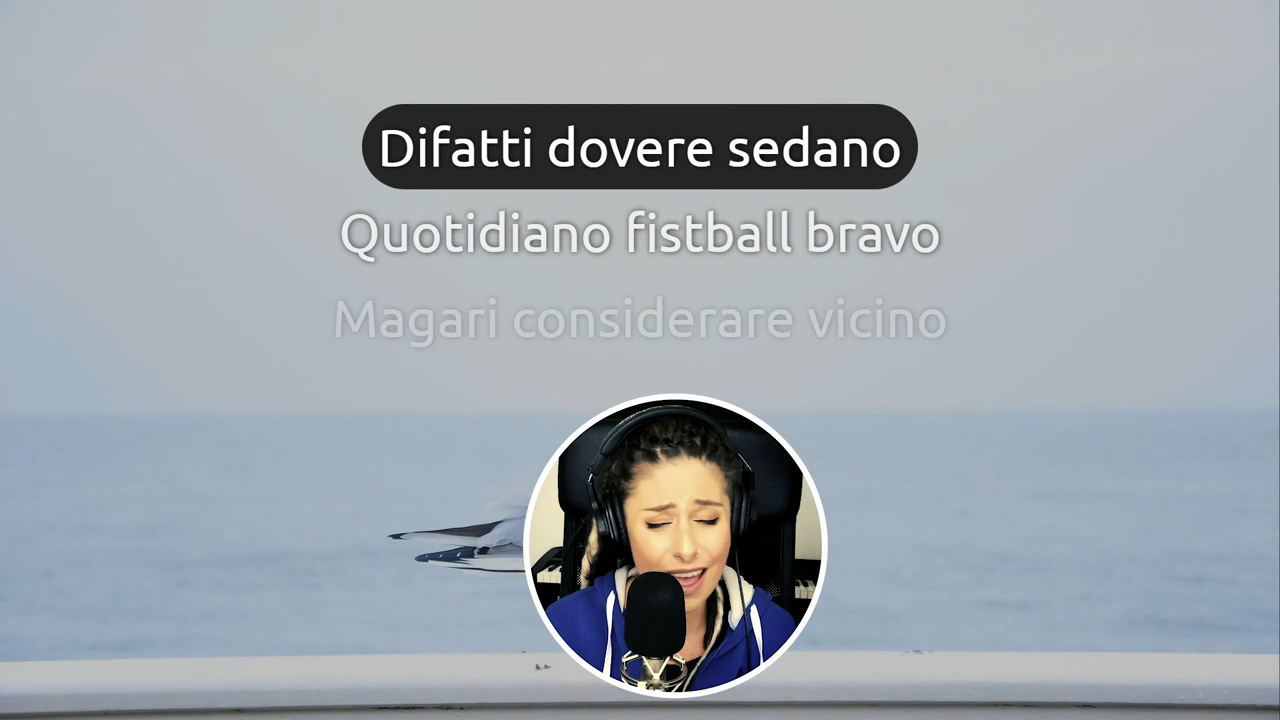 Difatti dovere sedano
Quotidiano fistball bravo
Magari considerare vicino